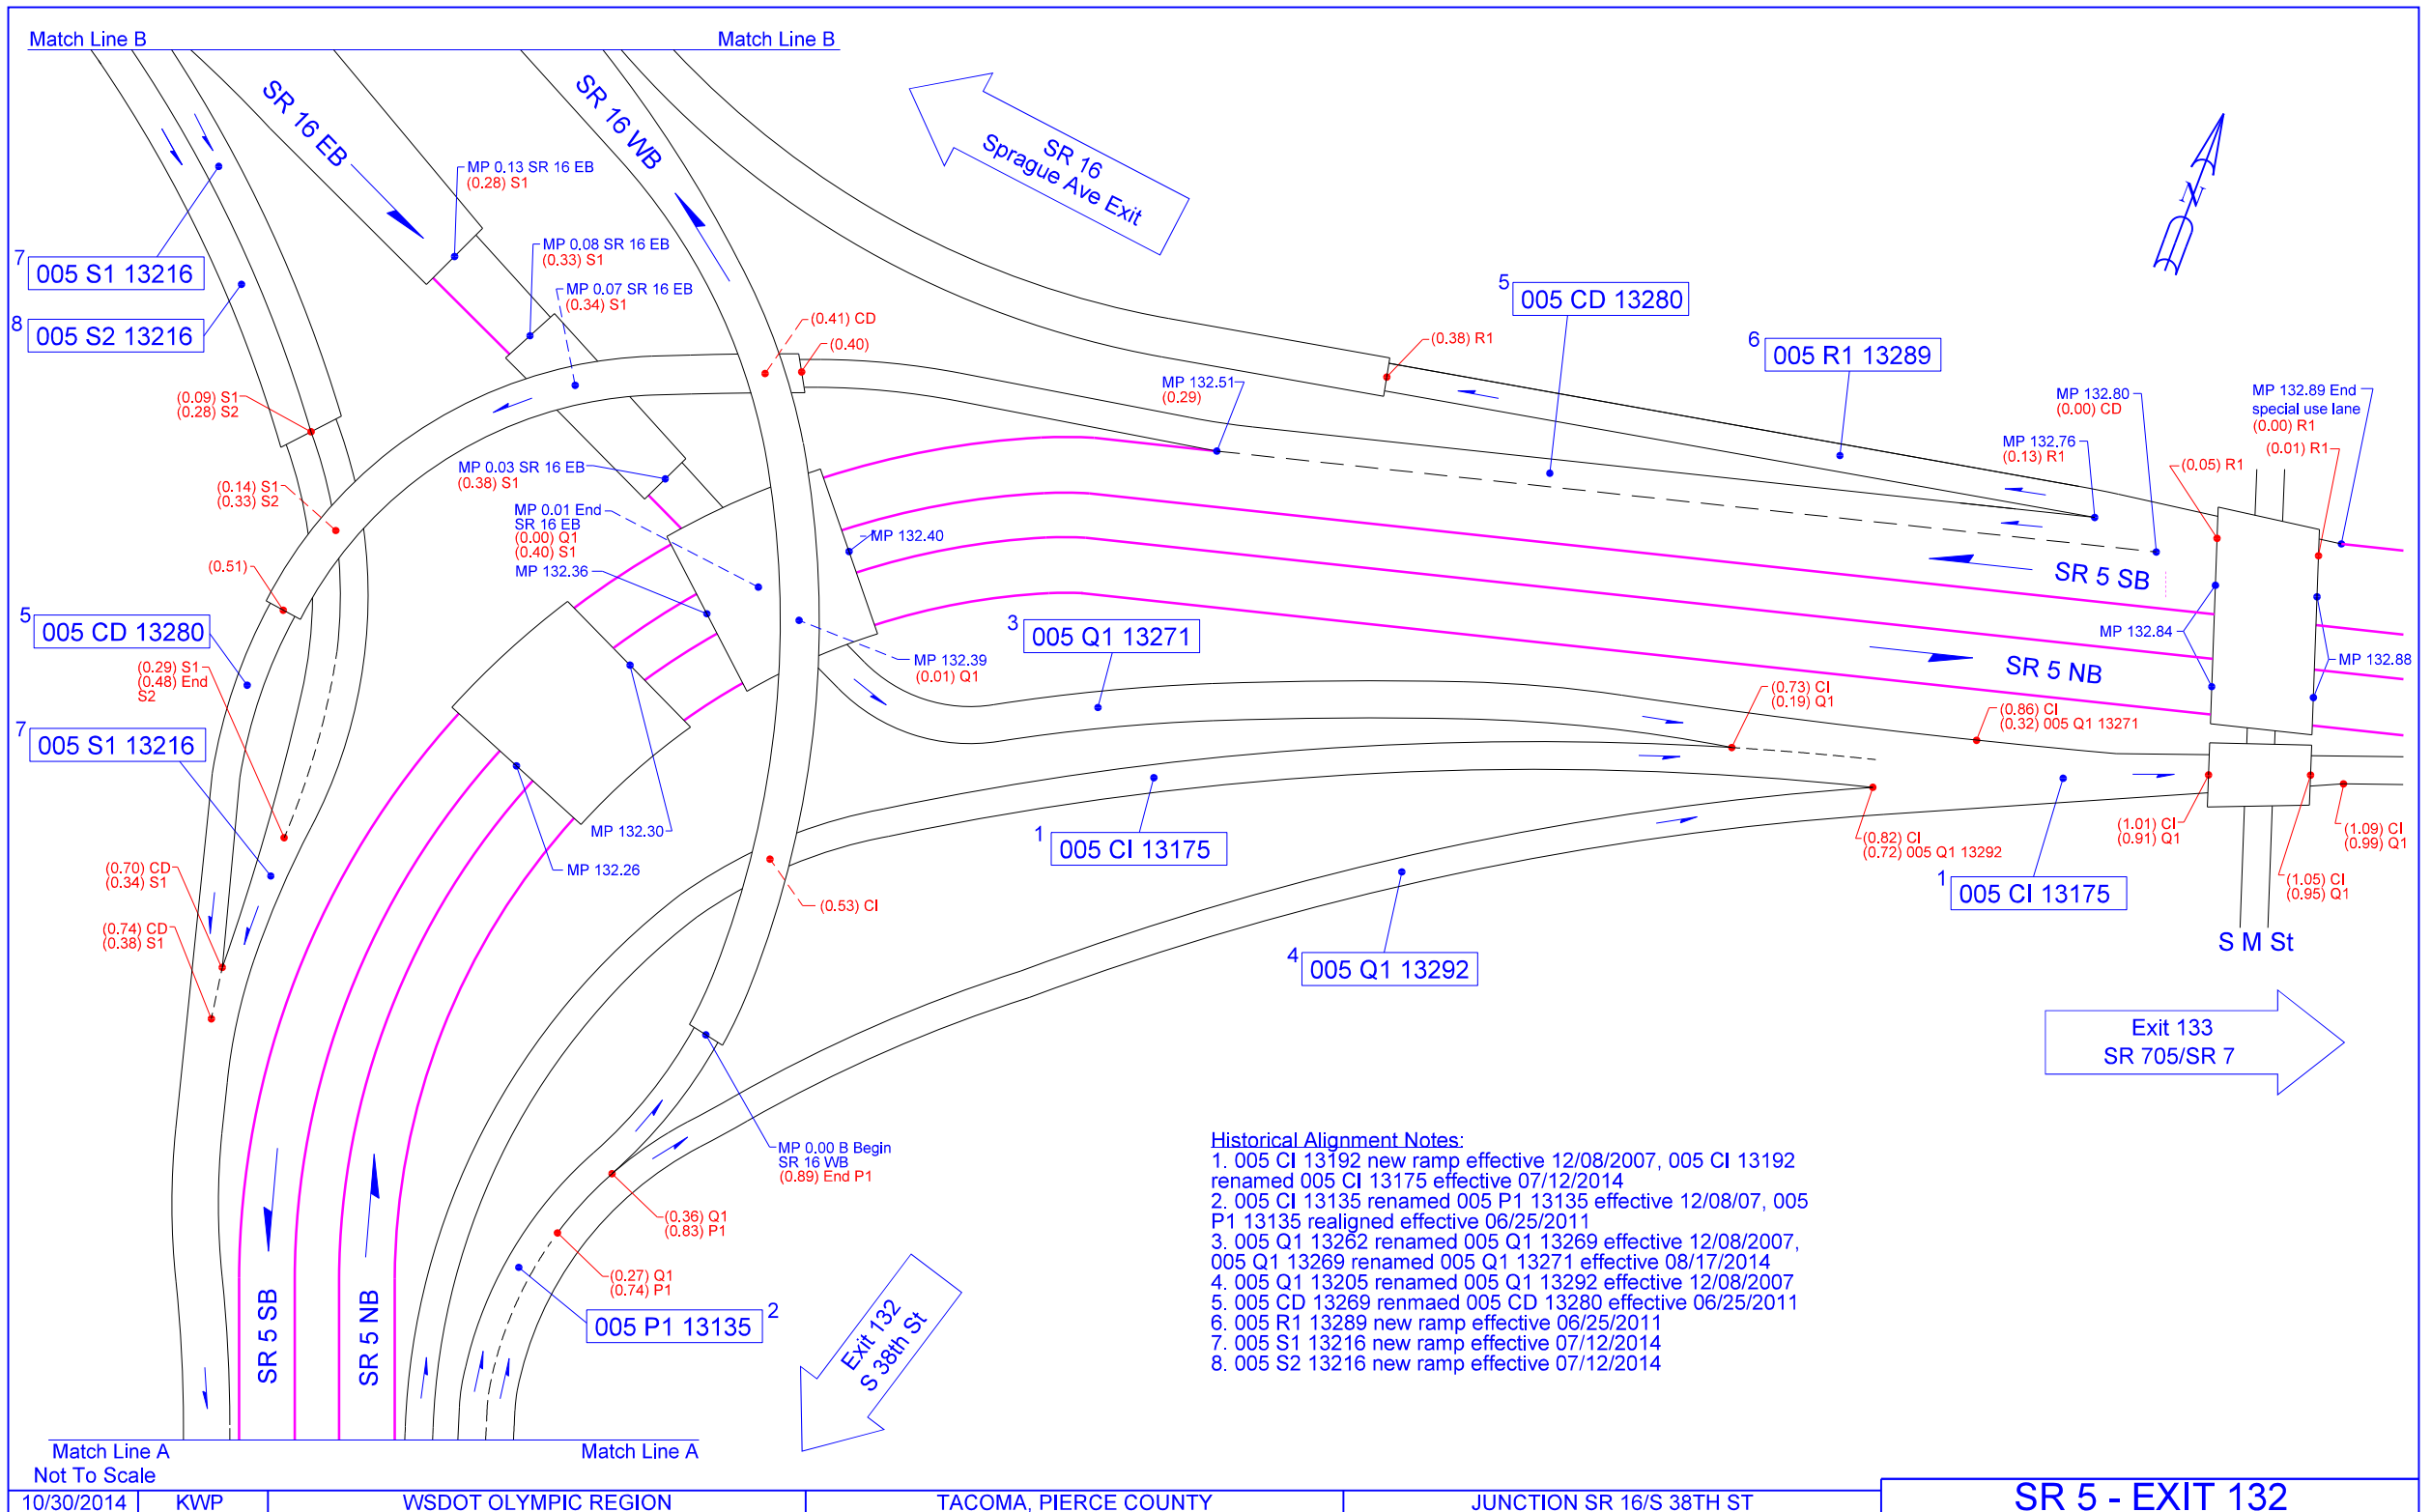 Match Line B
Match Line B
SR 16 EB
SR 16 WB
SR 16
Sprague Ave Exit
N
MP 0.13 SR 16 EB
(0.28) S1
MP 0.08 SR 16 EB
(0.33) S1
MP 0.07 SR 16 EB
(0.34) S1
7
005 S1 13216
8
005 S2 13216
(0.41) CD
(0.40)
5
005 CD 13280
(0.38) R1
6
005 R1 13289
MP 132.51
(0.29)
MP 132.80
(0.00) CD
MP 132.89 End
special use lane
(0.00) R1
(0.01) R1
MP 132.76
(0.13) R1
(0.05) R1
(0.09) S1
(0.28) S2
(0.14) S1
(0.33) S2
MP 0.03 SR 16 EB
(0.38) S1
MP 0.01 End
SR 16 EB
(0.00) Q1
(0.40) S1
MP 132.36
MP 132.40
(0.51)
SR 5 SB
5
005 CD 13280
3
005 Q1 13271
MP 132.84
MP 132.88
SR 5 NB
MP 132.39
(0.01) Q1
(0.29) S1
(0.48) End
S2
(0.73) CI
(0.19) Q1
(0.86) CI
(0.32) 005 Q1 13271
7
005 S1 13216
MP 132.30
MP 132.26
1
005 CI 13175
(0.82) CI
(0.72) 005 Q1 13292
(1.01) CI
(0.91) Q1
(1.09) CI
(0.99) Q1
(1.05) CI
(0.95) Q1
1
005 CI 13175
(0.70) CD
(0.34) S1
(0.53) CI
(0.74) CD
(0.38) S1
S M St
4
005 Q1 13292
Exit 133
SR 705/SR 7
MP 0.00 B Begin
SR 16 WB
(0.89) End P1
(0.36) Q1
(0.83) P1
(0.27) Q1
(0.74) P1
005 P1 13135
2
SR 5 SB
SR 5 NB
Exit 132
S 38th St
Historical Alignment Notes:
1. 005 CI 13192 new ramp effective 12/08/2007, 005 CI 13192
renamed 005 CI 13175 effective 07/12/2014
2. 005 CI 13135 renamed 005 P1 13135 effective 12/08/07, 005
P1 13135 realigned effective 06/25/2011
3. 005 Q1 13262 renamed 005 Q1 13269 effective 12/08/2007,
005 Q1 13269 renamed 005 Q1 13271 effective 08/17/2014
4. 005 Q1 13205 renamed 005 Q1 13292 effective 12/08/2007
5. 005 CD 13269 renmaed 005 CD 13280 effective 06/25/2011
6. 005 R1 13289 new ramp effective 06/25/2011
7. 005 S1 13216 new ramp effective 07/12/2014
8. 005 S2 13216 new ramp effective 07/12/2014
Match Line A
Match Line A
Not To Scale
10/30/2014
KWP
WSDOT OLYMPIC REGION
TACOMA, PIERCE COUNTY
JUNCTION SR 16/S 38TH ST
SR 5 - EXIT 132